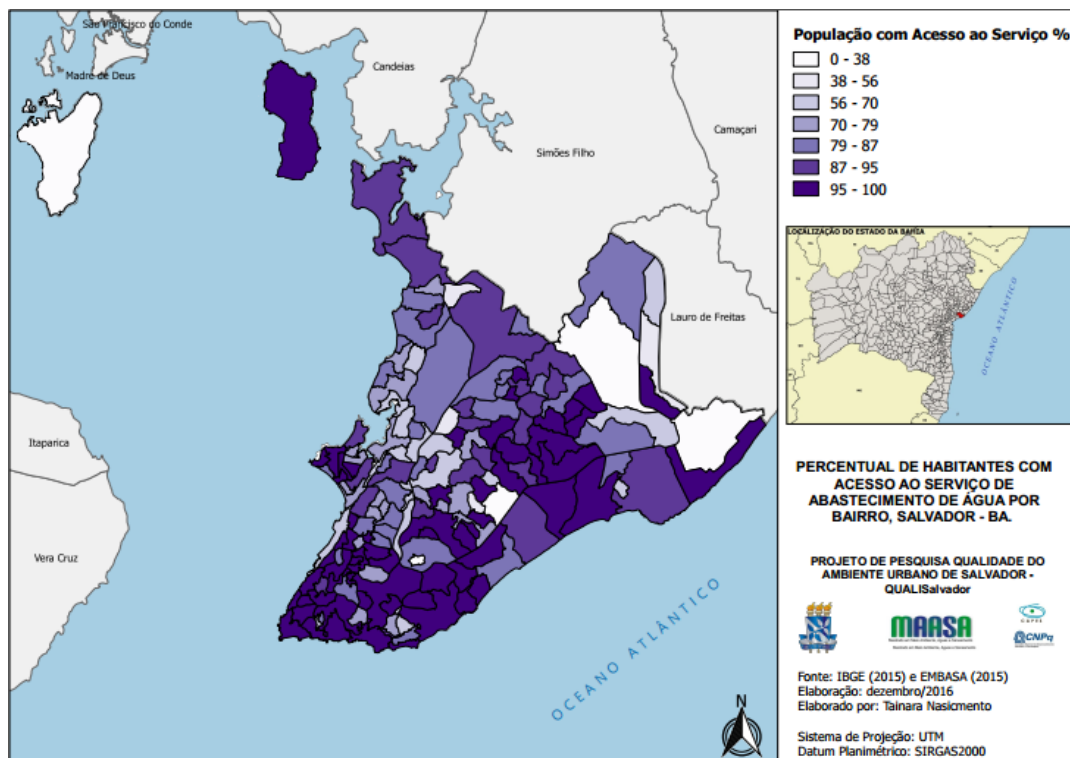 São Francisco do Conde
Madre de Deus
Candeias
Camaçari
Simões Filho
Lauro de Freitas
Itaparica
Vera Cruz
OCEANO ATLÂNTICO
N
População com Acesso ao Serviço %
0 - 38
38 - 56
56 - 70
70 - 79
79 - 87
87 - 95
95 - 100
LOCALIZAÇÃO DO ESTADO DA BAHIA
OCEANO ATLÂNTICO
PERCENTUAL DE HABITANTES COM
ACESSO AO SERVIÇO DE
ABASTECIMENTO DE ÁGUA POR
BAIRRO, SALVADOR - BA.
PROJETO DE PESQUISA QUALIDADE DO
AMBIENTE URBANO DE SALVADOR -
QUALISalvador
MAASA
CAPES
CNPq
Fonte: IBGE (2015) e EMBASA (2015)
Elaboração: dezembro/2016
Elaborado por: Tainara Nasicmento
Sistema de Projeção: UTM
Datum Planimétrico: SIRGAS2000